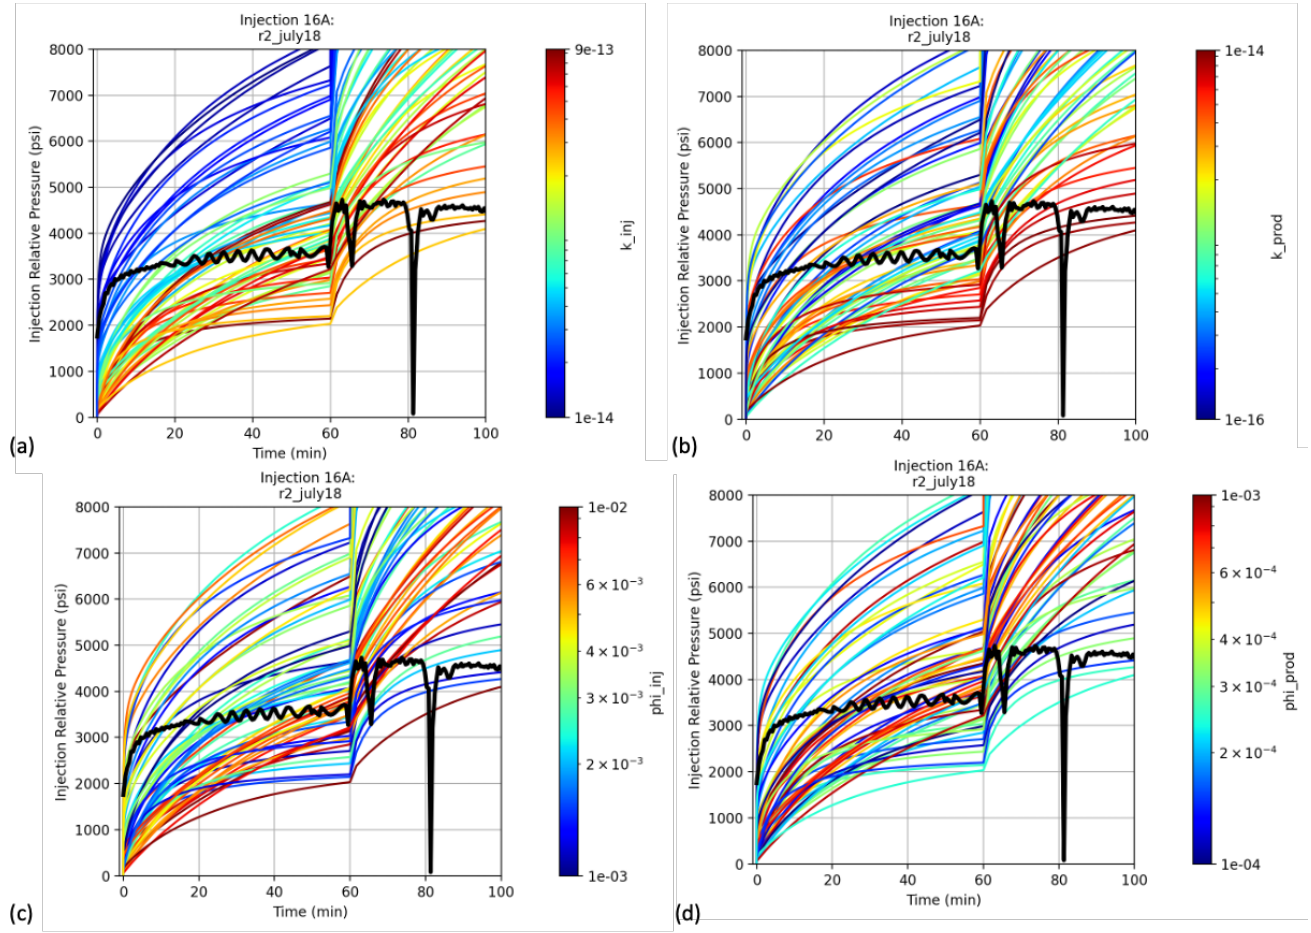 Injection 16A:
r2_july18
8000
7000
6000
5000
4000
3000
2000
1000
0
Injection Relative Pressure (psi)
0 20 40 60 80 100
Time (min)
9e-13
k_inj
1e-14
(a)
Injection 16A:
r2_july18
8000
7000
6000
5000
4000
3000
2000
1000
0
Injection Relative Pressure (psi)
0 20 40 60 80 100
1e-14
k_prod
1e-16
(b)
Injection 16A:
r2_july18
8000
7000
6000
5000
4000
3000
2000
1000
0
Injection Relative Pressure (psi)
0 20 40 60 80 100
Time (min)
1e-02
6 × 10⁻³
4 × 10⁻³
3 × 10⁻³
2 × 10⁻³
1e-03
phi_inj
(c)
Injection 16A:
r2_july18
8000
7000
6000
5000
4000
3000
2000
1000
0
Injection Relative Pressure (psi)
0 20 40 60 80 100
Time (min)
1e-03
6 × 10⁻⁴
4 × 10⁻⁴
3 × 10⁻⁴
2 × 10⁻⁴
1e-04
phi_prod
(d)